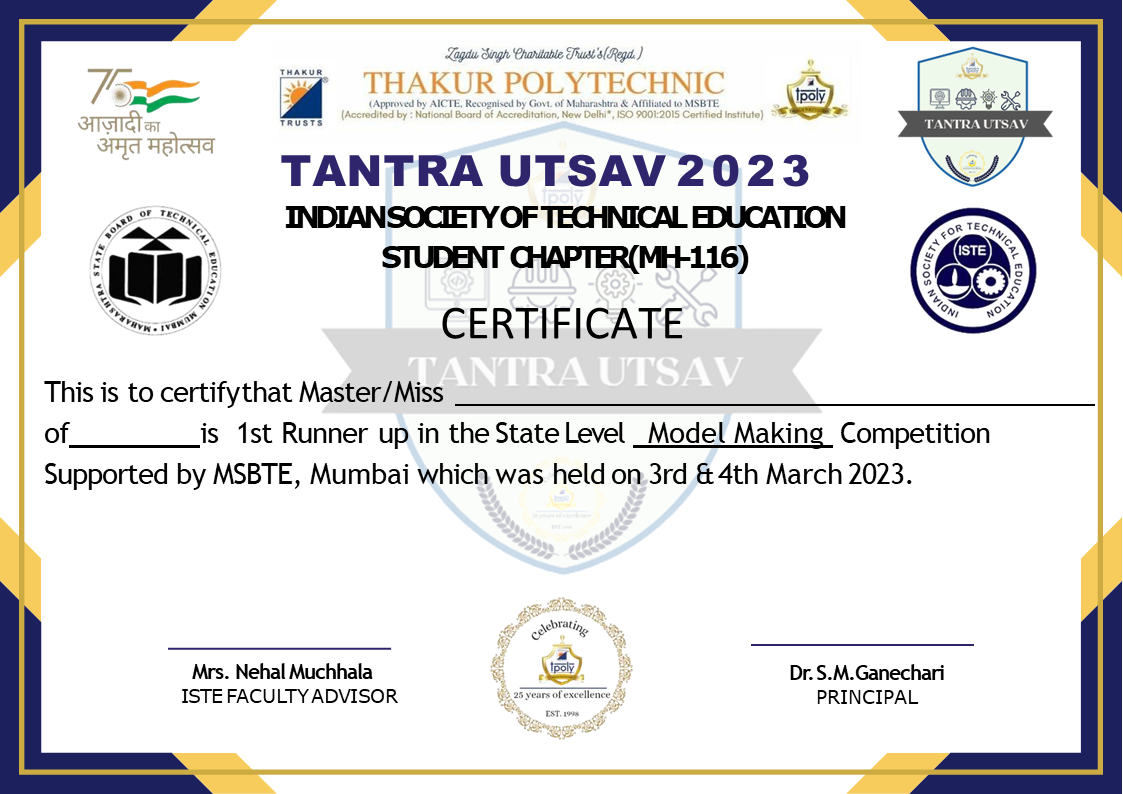 Zagdu Singh Charitable Trust's(Regd.)
THAKUR POLYTECHNIC
(Approved by AICTE, Recognised by Govt. of Maharashtra & Affiliated to MSBTE
(Accredited by : National Board of Accreditation, New Delhi*, ISO 9001:2015 Certified Institute)
THAKUR
TRUSTS
®
tpoly
75
आज़ादी का
अमृत महोत्सव
TANTRA UTSAV
TANTRA UTSAV 2023
INDIAN SOCIETY OF TECHNICAL EDUCATION
STUDENT CHAPTER(MH-116)
MAHARASHTRA STATE BOARD OF TECHNICAL EDUCATION MUMBAI
INDIAN SOCIETY FOR TECHNICAL EDUCATION
ISTE
INDIAN NOITACUDE
CERTIFICATE
tpoly
TANTRA UTSAV
This is to certify that Master/Miss
of is 1st Runner up in the State Level Model Making Competition
Supported by MSBTE, Mumbai which was held on 3rd & 4th March 2023.
Celebrating
tpoly
25 years of excellence
EST. 1998
Mrs. Nehal Muchhala
ISTE FACULTY ADVISOR
Dr. S.M.Ganechari
PRINCIPAL